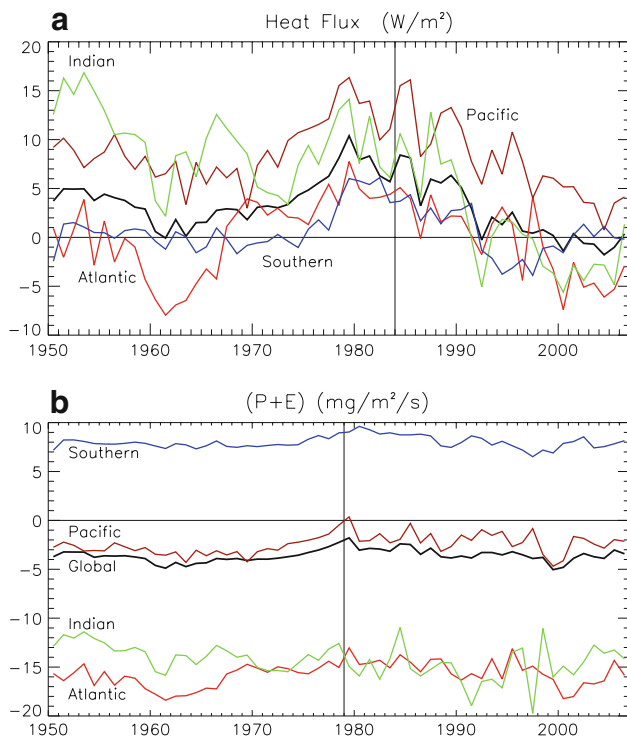 a
Heat Flux (W/m²)
20
15
10
5
0
−5
−10
Indian
Pacific
Atlantic
Southern
1950 1960 1970 1980 1990 2000
b
(P+E) (mg/m²/s)
10
5
0
−5
−10
−15
−20
Southern
Pacific
Global
Indian
Atlantic
1950 1960 1970 1980 1990 2000